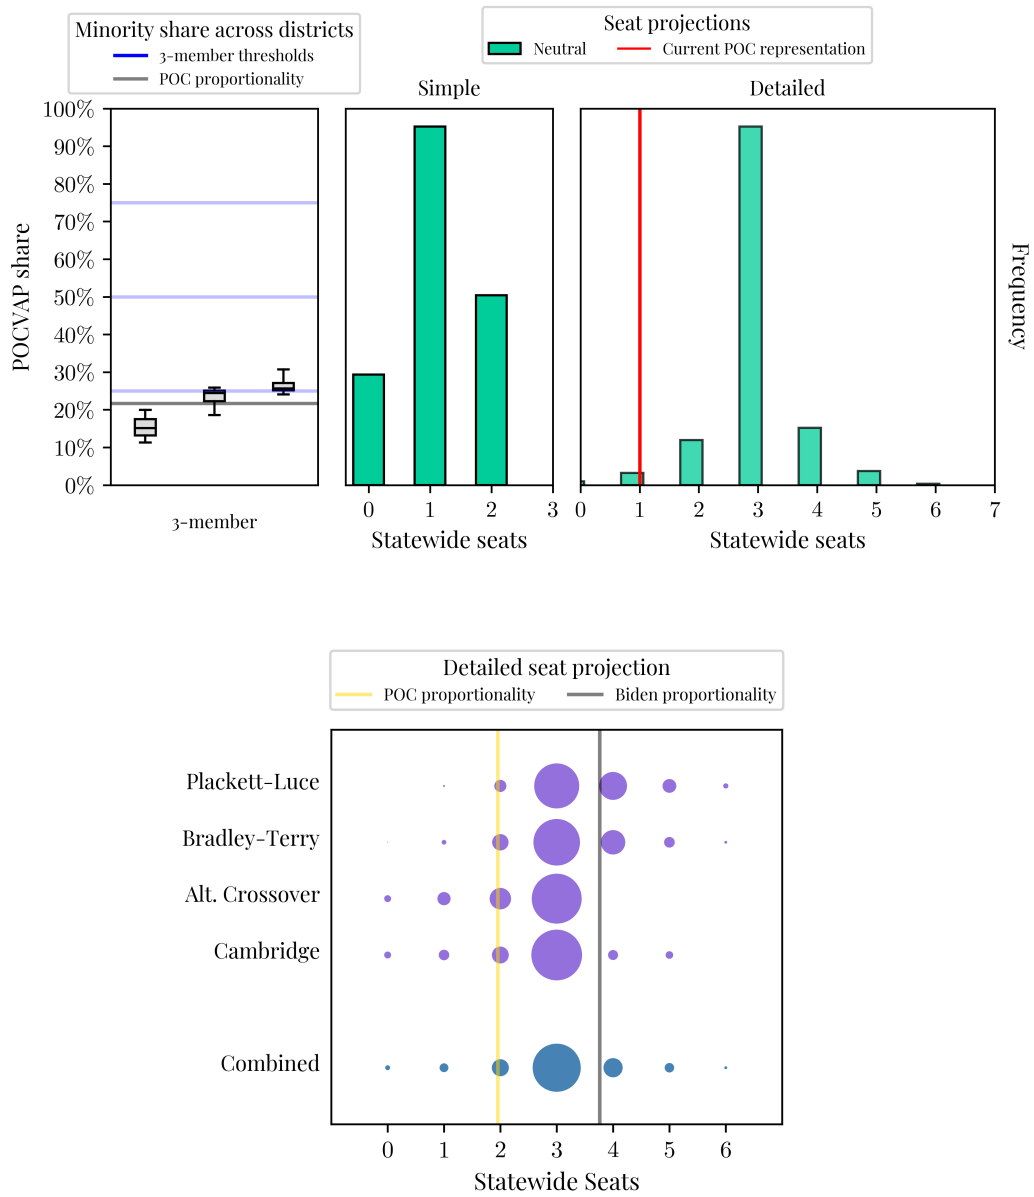 Minority share across districts
3-member thresholds
POC proportionality
Seat projections
Neutral
Current POC representation
Simple
Detailed
100%
90%
80%
70%
60%
50%
40%
30%
20%
10%
0%
POCVAP share
3-member
0 1 2 3
Statewide seats
0 1 2 3 4 5 6 7
Statewide seats
Frequency
Detailed seat projection
POC proportionality
Biden proportionality
Plackett-Luce
Bradley-Terry
Alt. Crossover
Cambridge
Combined
0 1 2 3 4 5 6
Statewide Seats